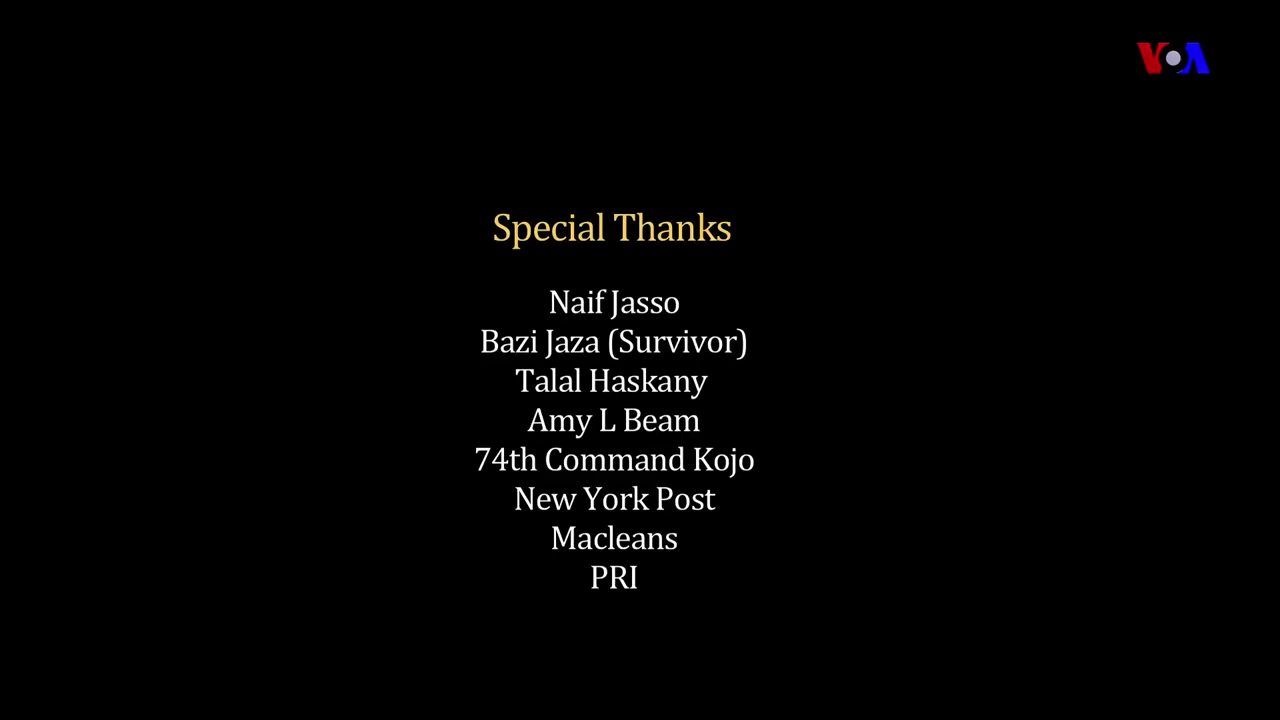 VOA
Special Thanks
Naif Jasso
Bazi Jaza (Survivor)
Talal Haskany
Amy L Beam
74th Command Kojo
New York Post
Macleans
PRI